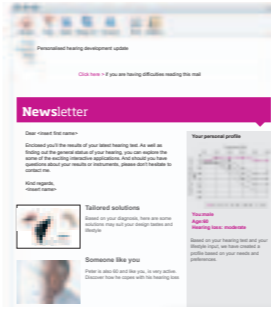 Personalised hearing development update
Click here > if you are having difficulties reading this mail
Newsletter
Dear <insert first name>
Enclosed you'll the results of your latest hearing test. As well as
finding out the general status of your hearing, you can explore the
some of the exciting interactive applications. And should you have
questions about your results or instruments, please don't hesitate to
contact me.
Kind regards,
<insert name>
Tailored solutions
Based on your diagnosis, here are some
solutions may suit your design tastes and
lifestyle
Someone like you
Peter is also 60 and like you, is very active.
Discover how he copes with his hearing loss
Your personal profile
You:male
Age:60
Hearing loss: moderate
Based on your hearing test and your
lifestyle input, we have created a
profile based on your needs and
preferences.